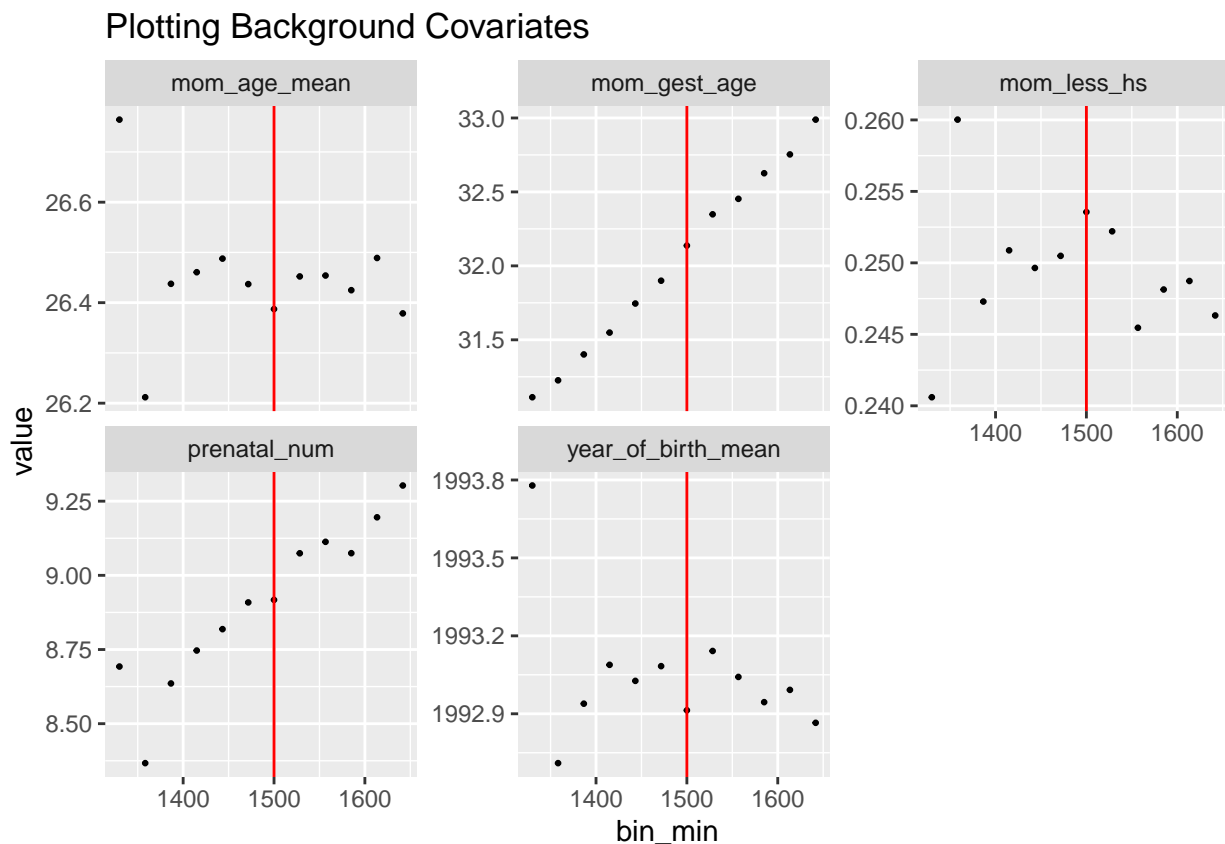 Plotting Background Covariates
mom_age_mean
mom_gest_age
mom_less_hs
26.6
26.4
26.2
33.0
32.5
32.0
31.5
0.260
0.255
0.250
0.245
0.240
1400 1500 1600
value
prenatal_num
year_of_birth_mean
9.25
9.00
8.75
8.50
1993.8
1993.5
1993.2
1992.9
1400 1500 1600
1400 1500 1600
bin_min